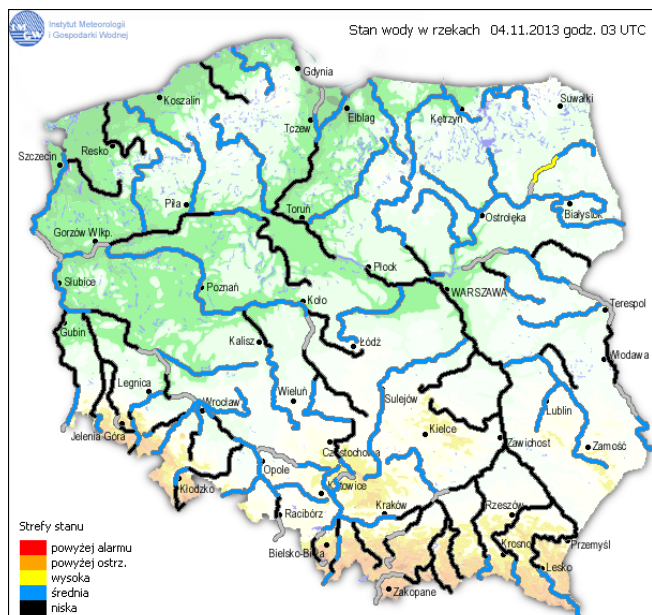 Instytut Meteorologii
i Gospodarki Wodnej
Stan wody w rzekach 04.11.2013 godz. 03 UTC
Gdynia
Koszalin
Suwałki
Kętrzyn
Elbląg
Tczew
Resko
Szczecin
Piła
Toruń
Ostrołęka
Białystok
Gorzów Wlkp.
Płock
Słubice
Poznań
WARSZAWA
Koło
Terespol
Gubin
Kalisz
Łódź
Włodawa
Legnica
Wieluń
Sulejów
Wrocław
Lublin
Jelenia Góra
Kielce
Zawichost
Zamość
Częstochowa
Opole
Kłodzko
Katowice
Racibórz
Kraków
Rzeszów
Bielsko-Biała
Krosno
Przemyśl
Lesko
Zakopane
Strefy stanu
powyżej alarmu
powyżej ostrz.
wysoka
średnia
niska